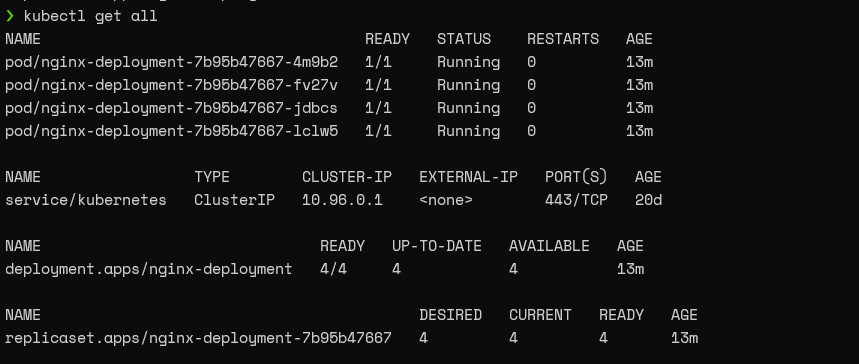 ❯ kubectl get all
NAME READY STATUS RESTARTS AGE
pod/nginx-deployment-7b95b47667-4m9b2 1/1 Running 0 13m
pod/nginx-deployment-7b95b47667-fv27v 1/1 Running 0 13m
pod/nginx-deployment-7b95b47667-jdbcs 1/1 Running 0 13m
pod/nginx-deployment-7b95b47667-lclw5 1/1 Running 0 13m
NAME TYPE CLUSTER-IP EXTERNAL-IP PORT(S) AGE
service/kubernetes ClusterIP 10.96.0.1 <none> 443/TCP 20d
NAME READY UP-TO-DATE AVAILABLE AGE
deployment.apps/nginx-deployment 4/4 4 4 13m
NAME DESIRED CURRENT READY AGE
replicaset.apps/nginx-deployment-7b95b47667 4 4 4 13m